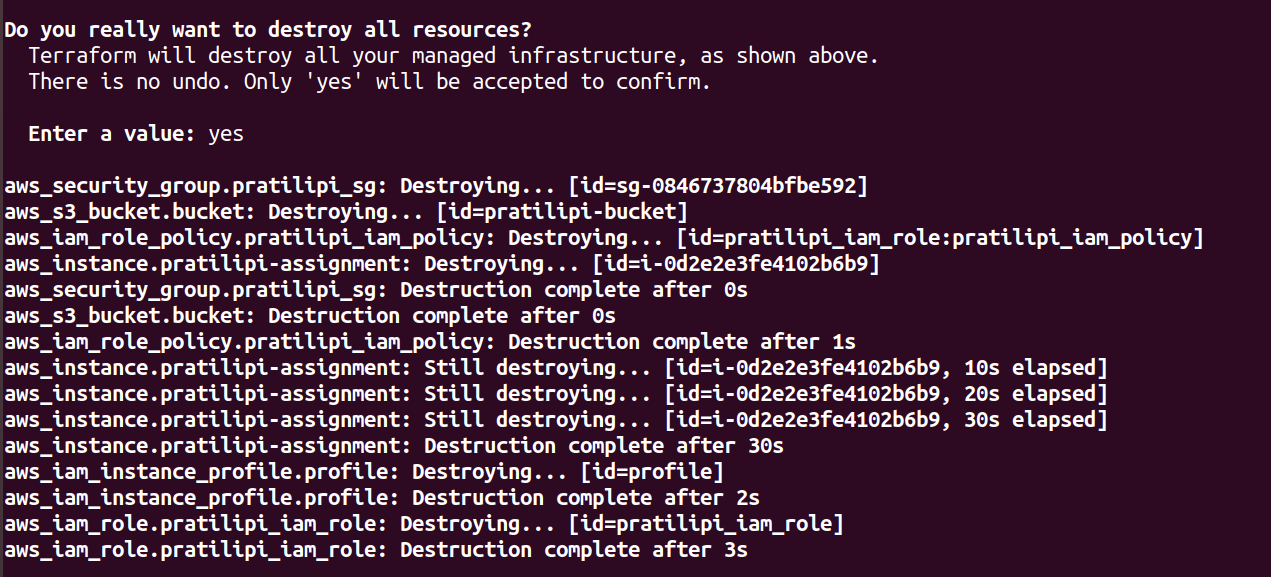 Do you really want to destroy all resources?
Terraform will destroy all your managed infrastructure, as shown above.
There is no undo. Only 'yes' will be accepted to confirm.
Enter a value: yes
aws_security_group.pratilipi_sg: Destroying... [id=sg-0846737804bfbe592]
aws_s3_bucket.bucket: Destroying... [id=pratilipi-bucket]
aws_iam_role_policy.pratilipi_iam_policy: Destroying... [id=pratilipi_iam_role:pratilipi_iam_policy]
aws_instance.pratilipi-assignment: Destroying... [id=i-0d2e2e3fe4102b6b9]
aws_security_group.pratilipi_sg: Destruction complete after 0s
aws_s3_bucket.bucket: Destruction complete after 0s
aws_iam_role_policy.pratilipi_iam_policy: Destruction complete after 1s
aws_instance.pratilipi-assignment: Still destroying... [id=i-0d2e2e3fe4102b6b9, 10s elapsed]
aws_instance.pratilipi-assignment: Still destroying... [id=i-0d2e2e3fe4102b6b9, 20s elapsed]
aws_instance.pratilipi-assignment: Still destroying... [id=i-0d2e2e3fe4102b6b9, 30s elapsed]
aws_instance.pratilipi-assignment: Destruction complete after 30s
aws_iam_instance_profile.profile: Destroying... [id=profile]
aws_iam_instance_profile.profile: Destruction complete after 2s
aws_iam_role.pratilipi_iam_role: Destroying... [id=pratilipi_iam_role]
aws_iam_role.pratilipi_iam_role: Destruction complete after 3s